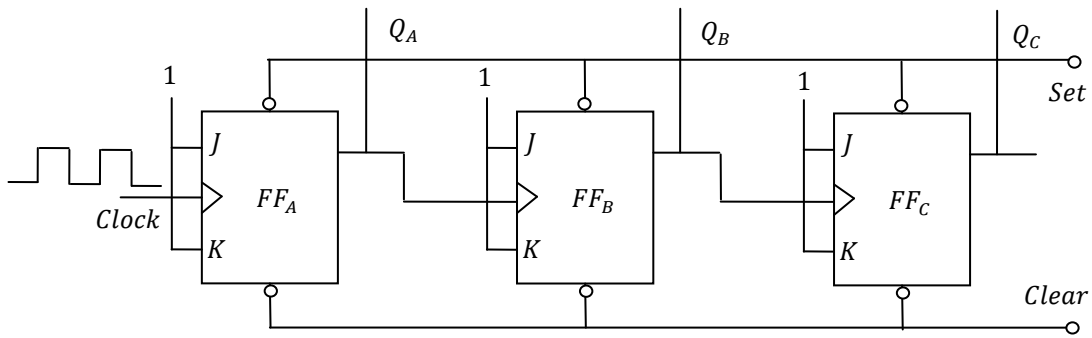 Q_A Q_B Q_C
1 1 1 Set
J J J
FF_A FF_B FF_C
Clock
K K K
Clear